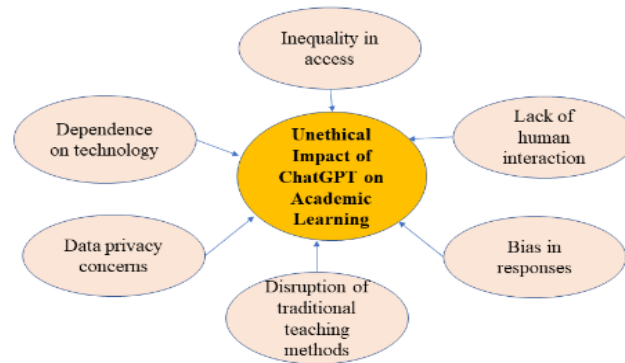 Inequality in
access
Dependence
on technology
Unethical
Impact of
ChatGPT on
Academic
Learning
Lack of
human
interaction
Data privacy
concerns
Bias in
responses
Disruption of
traditional
teaching
methods